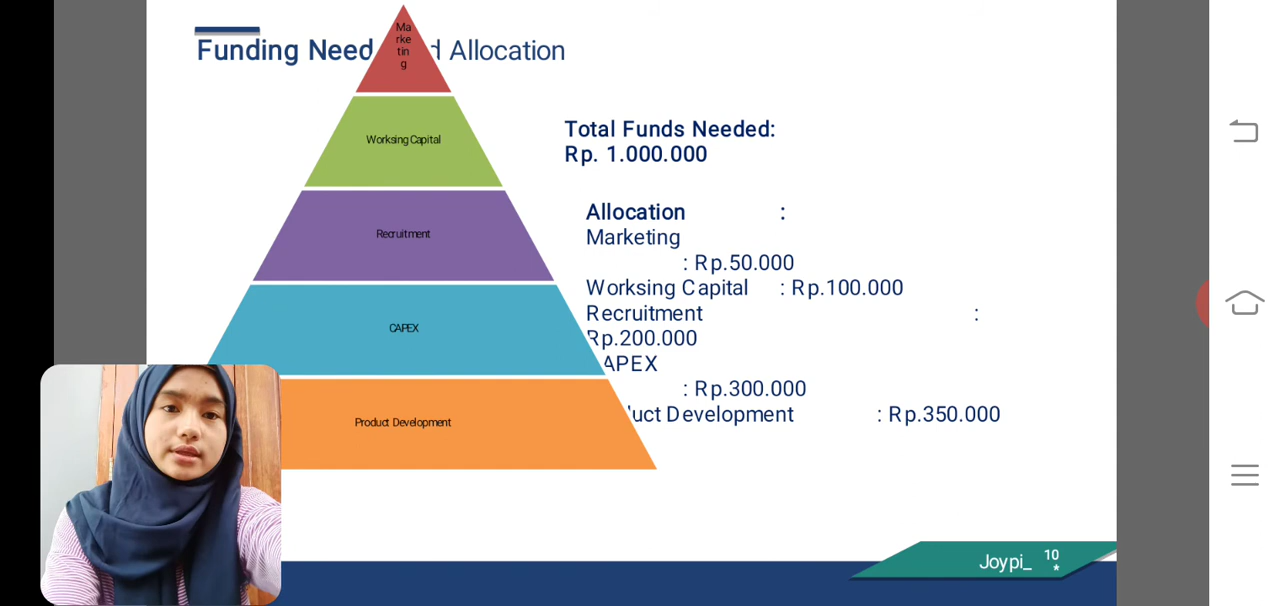 Funding Need d Allocation
Ma
rke
tin
g
Worksing Capital
Recruitment
CAPEX
Product Development
Total Funds Needed:
Rp. 1.000.000
Allocation :
Marketing
: Rp.50.000
Worksing Capital : Rp.100.000
Recruitment :
Rp.200.000
APEX
: Rp.300.000
uct Development : Rp.350.000
Joypi_ 10
*